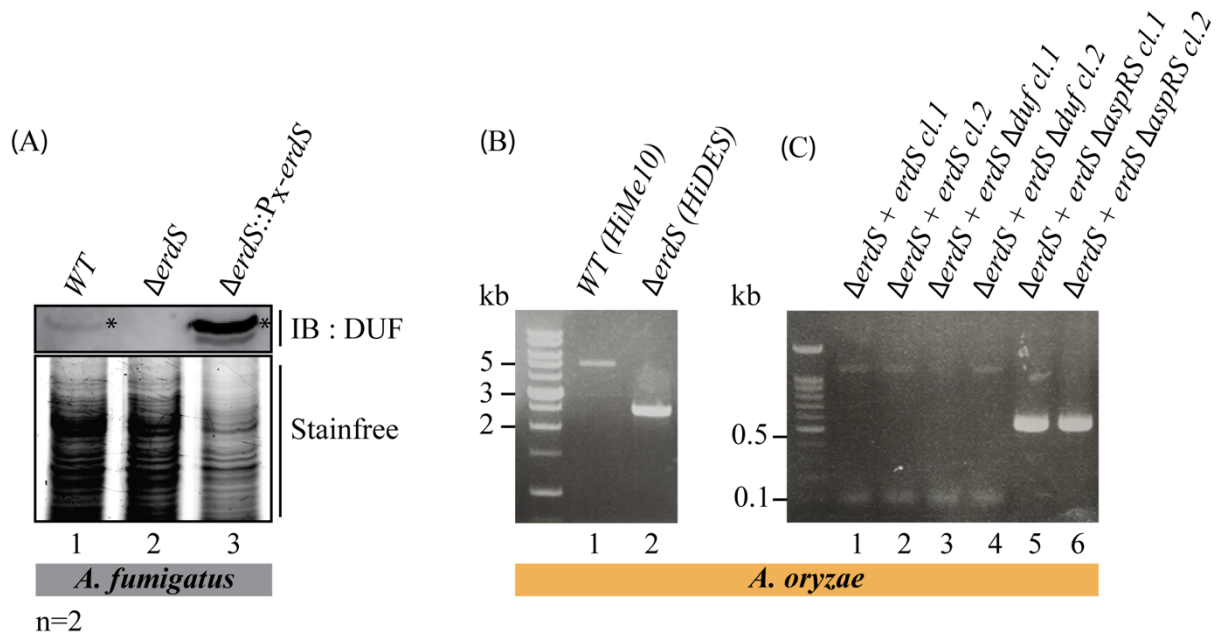 (A)
WT
ΔerdS
ΔerdS::Px-erdS
*
*
IB : DUF
Stainfree
1 2 3
A. fumigatus
n=2
(B)
WT (HiMe10)
ΔerdS (HiDES)
kb
5
3
2
1 2
(C)
ΔerdS + erdS cl.1
ΔerdS + erdS cl.2
ΔerdS + erdS Δduf cl.1
ΔerdS + erdS Δduf cl.2
ΔerdS + erdS ΔaspRS cl.1
ΔerdS + erdS ΔaspRS cl.2
kb
0.5
0.1
1 2 3 4 5 6
A. oryzae